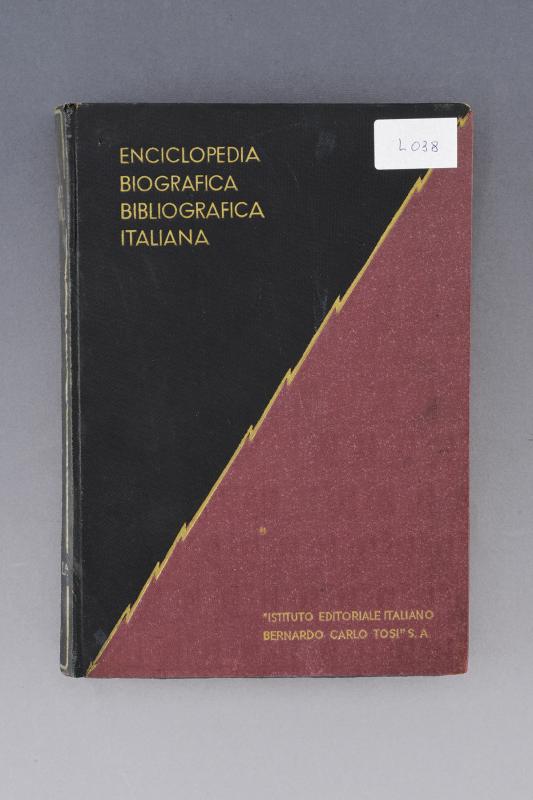 ENCICLOPEDIA
BIOGRAFICA
BIBLIOGRAFICA
ITALIANA
L038
"ISTITUTO EDITORIALE ITALIANO
BERNARDO CARLO TOSI" S. A.